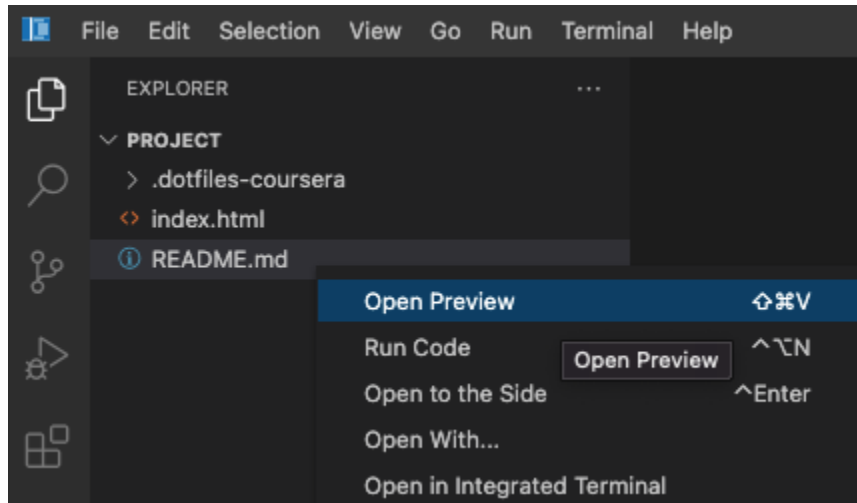 File Edit Selection View Go Run Terminal Help
EXPLORER ...
PROJECT
.dotfiles-coursera
index.html
README.md
Open Preview ⇧⌘V
Run Code ^⌥N
Open Preview
Open to the Side ^Enter
Open With...
Open in Integrated Terminal